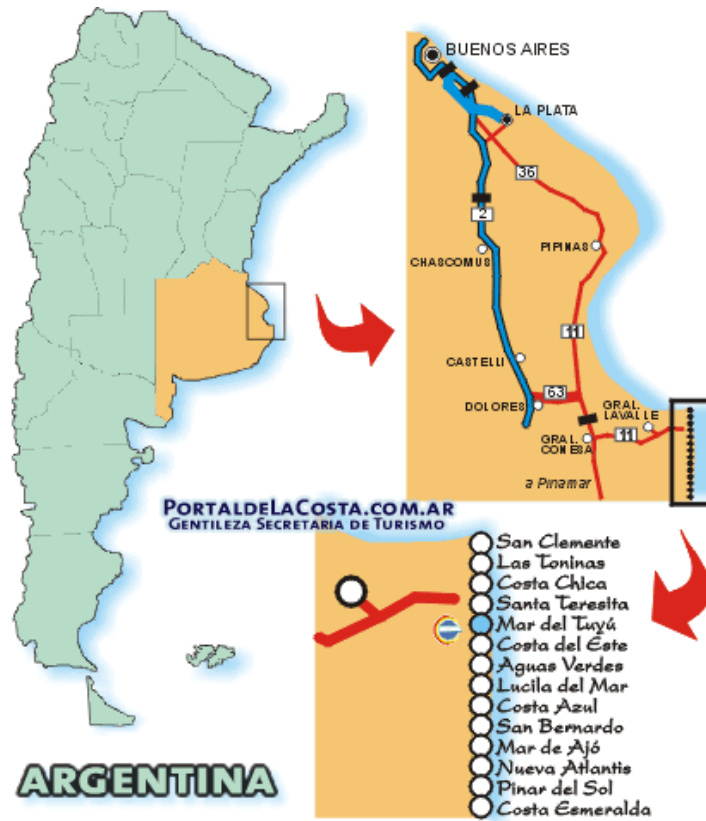 BUENOS AIRES
LA PLATA
36
2
PIPINAS
CHASCOMUS
11
CASTELLI
63
DOLORES
GRAL.
LAVALLE
11
GRAL.
CONESA
a Pinamar
PORTALDELACOSTA.COM.AR
GENTILEZA SECRETARIA DE TURISMO
San Clemente
Las Toninas
Costa Chica
Santa Teresita
Mar del Tuyú
Costa del Este
Aguas Verdes
Lucila del Mar
Costa Azul
San Bernardo
Mar de Ajó
Nueva Atlantis
Pinar del Sol
Costa Esmeralda
ARGENTINA